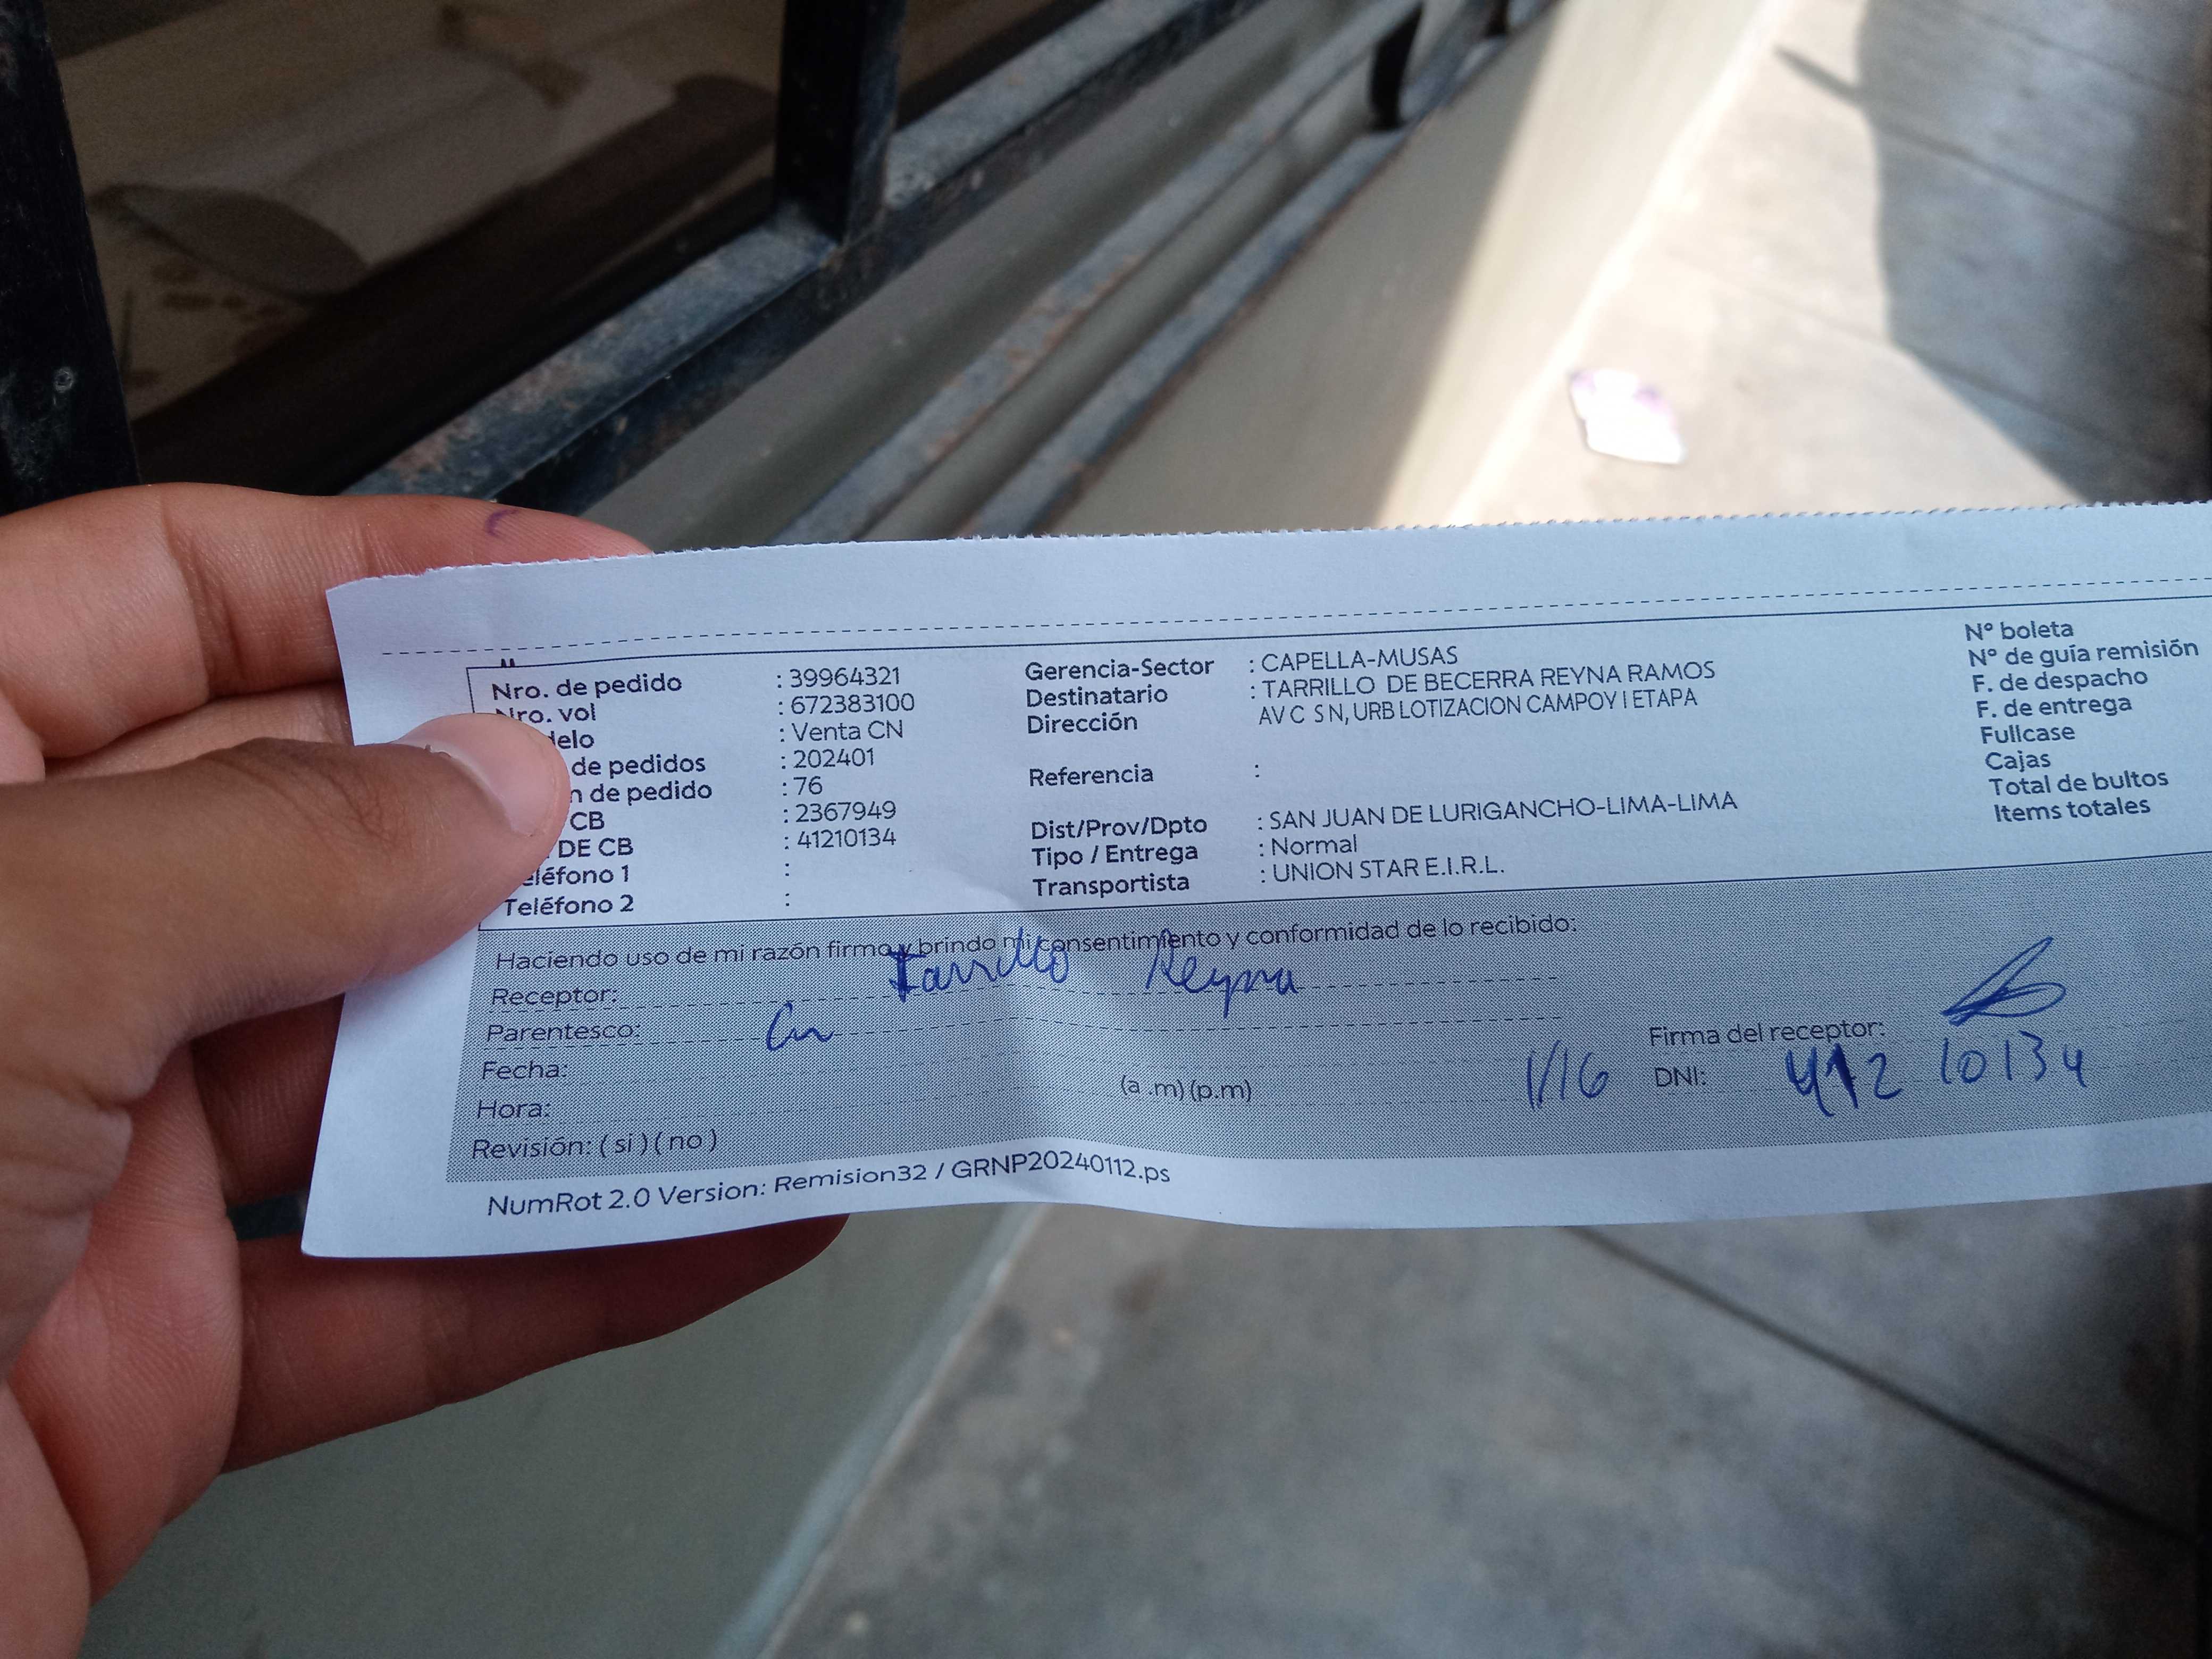 Nro. de pedido : 39964321
Nro. vol : 672383100
delo : Venta CN
de pedidos : 202401
n de pedido : 76
CB : 2367949
DE CB : 41210134
eléfono 1 :
Teléfono 2 :
Gerencia-Sector : CAPELLA-MUSAS
Destinatario : TARRILLO DE BECERRA REYNA RAMOS
Dirección AV C S N, URB LOTIZACION CAMPOY I ETAPA
Referencia :
Dist/Prov/Dpto : SAN JUAN DE LURIGANCHO-LIMA-LIMA
Tipo / Entrega : Normal
Transportista : UNION STAR E.I.R.L.
N° boleta
N° de guía remisión
F. de despacho
F. de entrega
Fullcase
Cajas
Total de bultos
Items totales
Haciendo uso de mi razón firmo y brindo mi consentimiento y conformidad de lo recibido:
Receptor: Tarrillo Reyna
Parentesco:
Fecha:
Hora: (a .m) (p.m) 1/16
Revisión: ( si ) ( no )
Firma del receptor:
DNI: 41210134
NumRot 2.0 Version: Remision32 / GRNP20240112.ps